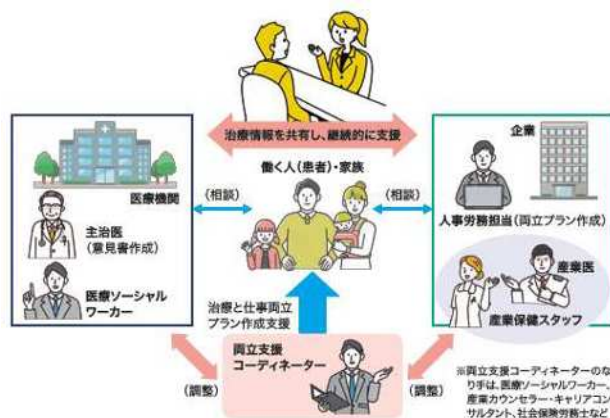 治療情報を共有し、継続的に支援
医療機関
主治医
（意見書作成）
医療ソーシャル
ワーカー
（相談）
働く人（患者）・家族
（相談）
企業
人事労務担当（両立プラン作成）
産業医
産業保健スタッフ
治療と仕事両立
プラン作成支援
両立支援
コーディネーター
（調整）
（調整）
※両立支援コーディネーターのな
り手は、医療ソーシャルワーカー、
産業カウンセラー・キャリアコン
サルタント、社会保険労務士など